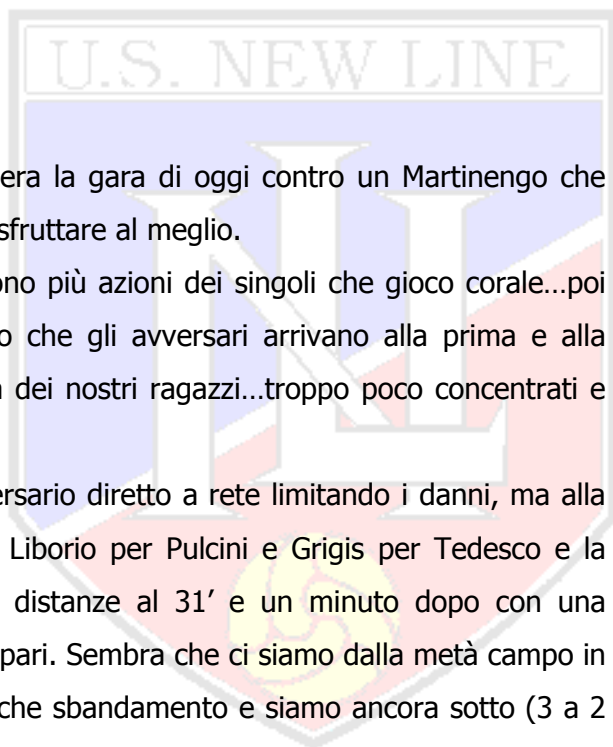 U.S. NEW LINE
era la gara di oggi contro un Martinengo che
sfruttare al meglio.
ono più azioni dei singoli che gioco corale…poi
o che gli avversari arrivano alla prima e alla
dei nostri ragazzi…troppo poco concentrati e
ersario diretto a rete limitando i danni, ma alla
Liborio per Pulcini e Grigis per Tedesco e la
distanze al 31’ e un minuto dopo con una
pari. Sembra che ci siamo dalla metà campo in
che sbandamento e siamo ancora sotto (3 a 2